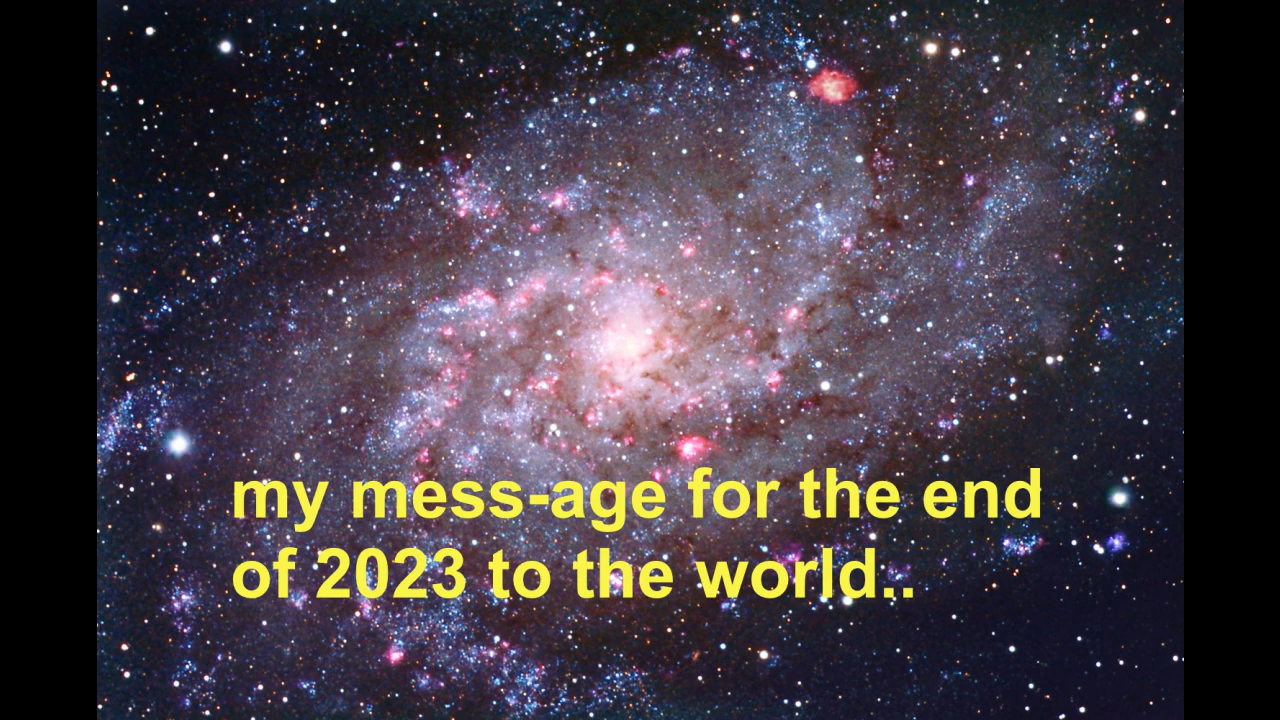 my mess-age for the end
of 2023 to the world..